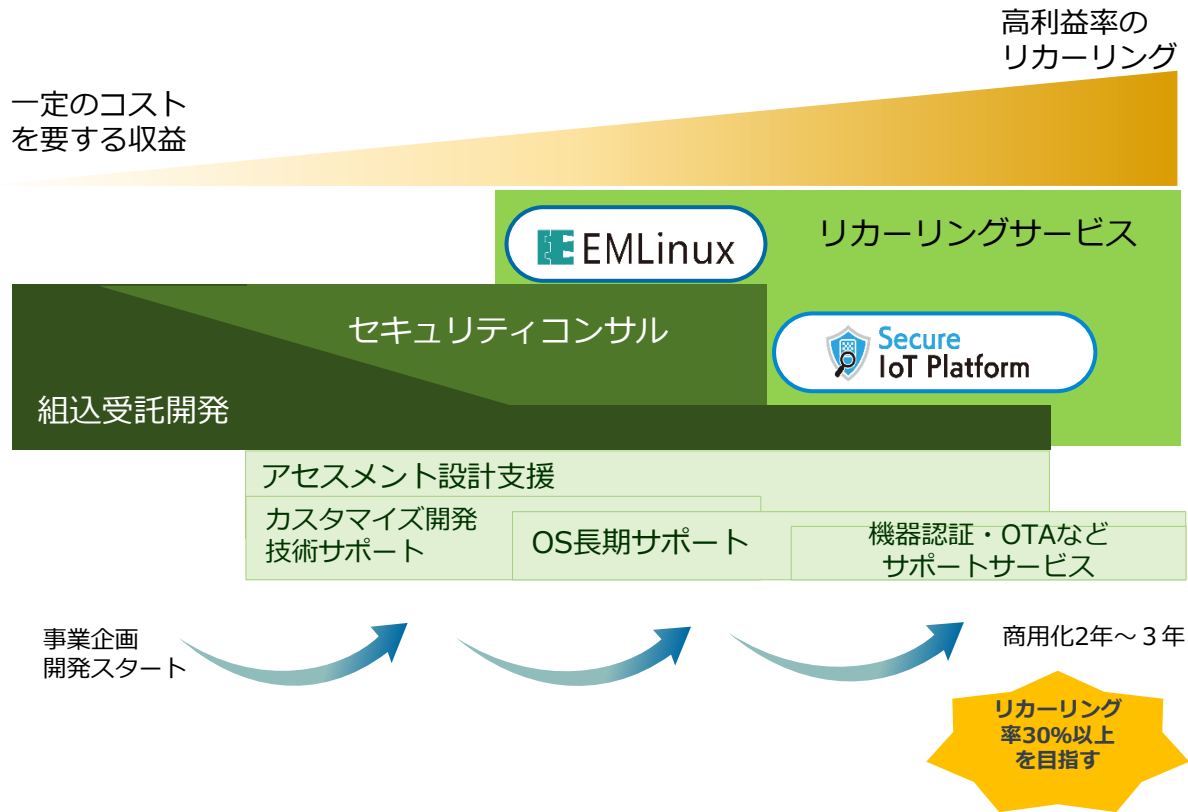 高利益率の
リカーリング
一定のコスト
を要する収益
EMLinux
リカーリングサービス
セキュリティコンサル
Secure
IoT Platform
組込受託開発
アセスメント設計支援
カスタマイズ開発
技術サポート
OS長期サポート
機器認証・OTAなど
サポートサービス
事業企画
開発スタート
商用化2年～３年
リカーリング
率30%以上
を目指す